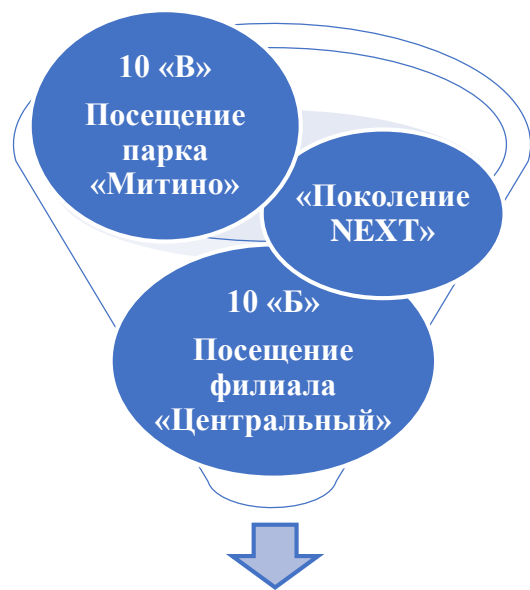 10 «В»
Посещение
парка
«Митино»
«Поколение
NEXT»
10 «Б»
Посещение
филиала
«Центральный»